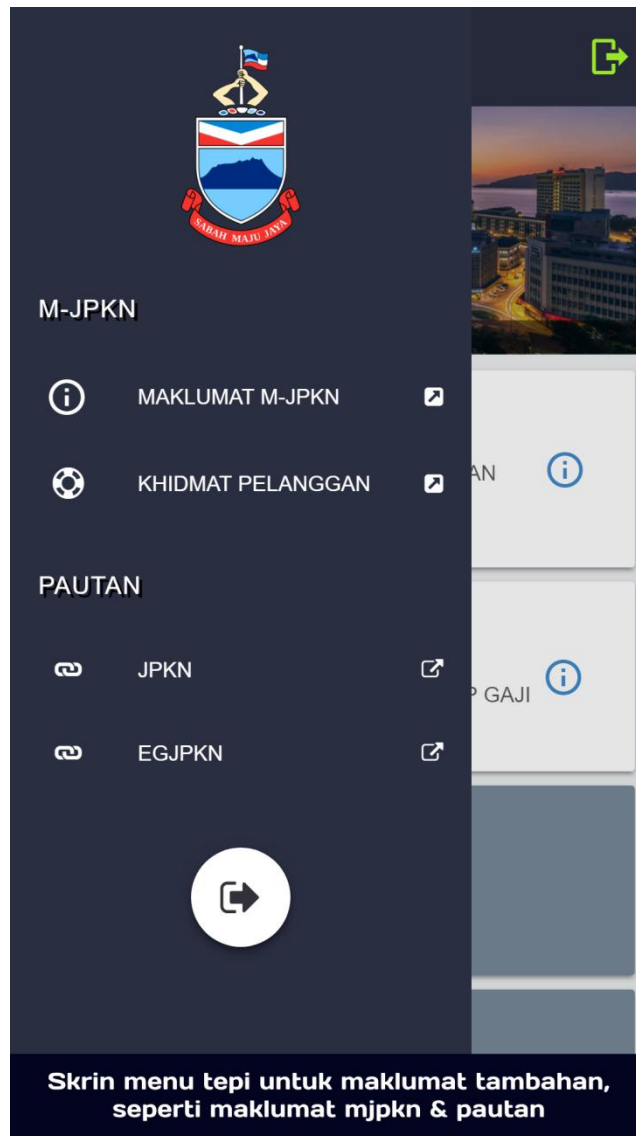 SABAH MAJU JAYA
M-JPKN
MAKLUMAT M-JPKN
KHIDMAT PELANGGAN
AN
PAUTAN
JPKN
P GAJI
EGJPKN
Skrin menu tepi untuk maklumat tambahan,
seperti maklumat mjpkn & pautan